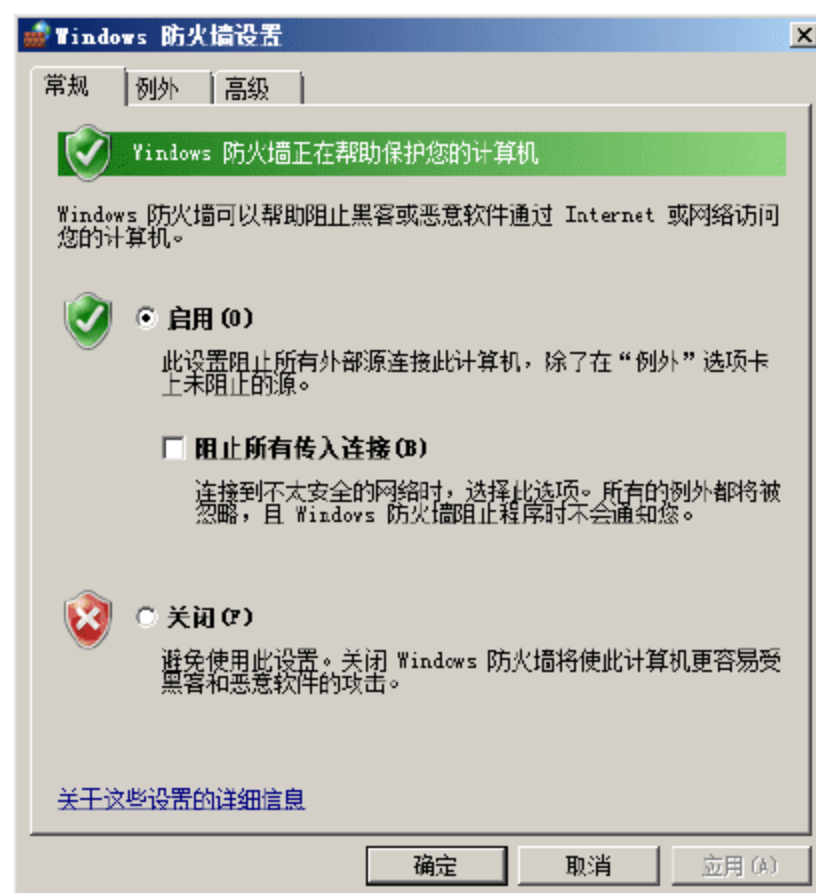 Windows 防火墙设置
常规 例外 高级
Windows 防火墙正在帮助保护您的计算机
Windows 防火墙可以帮助阻止黑客或恶意软件通过 Internet 或网络访问
您的计算机。
启用(O)
此设置阻止所有外部源连接此计算机，除了在“例外”选项卡
上未阻止的源。
阻止所有传入连接(B)
连接到不太安全的网络时，选择此选项。所有的例外都将被
忽略，且 Windows 防火墙阻止程序时不会通知您。
关闭(F)
避免使用此设置。关闭 Windows 防火墙将使此计算机更容易受
黑客和恶意软件的攻击。
关于这些设置的详细信息
确定 取消 应用(A)